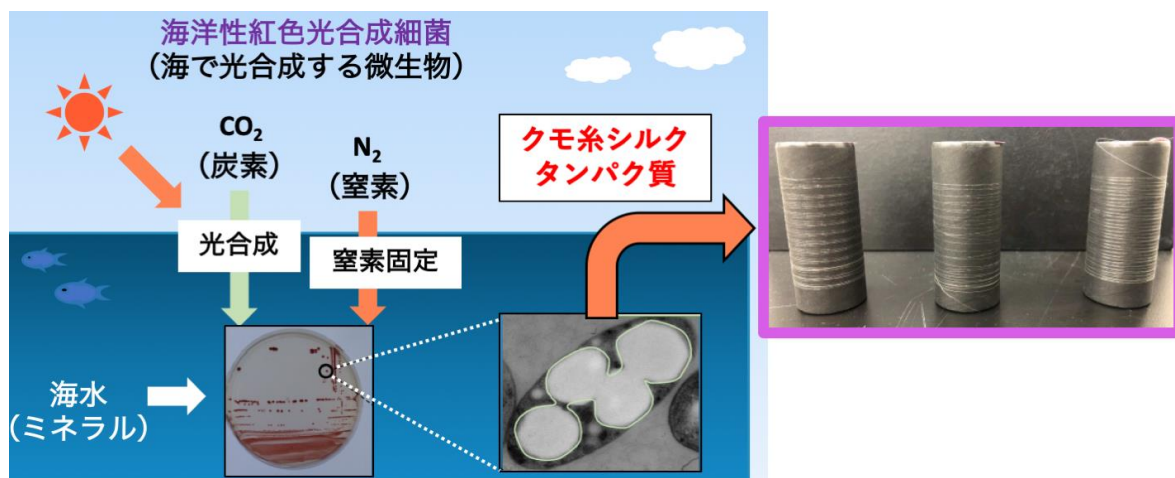 海洋性紅色光合成細菌
（海で光合成する微生物）
CO₂
（炭素）
N₂
（窒素）
クモ糸シルク
タンパク質
光合成
窒素固定
海水
（ミネラル）